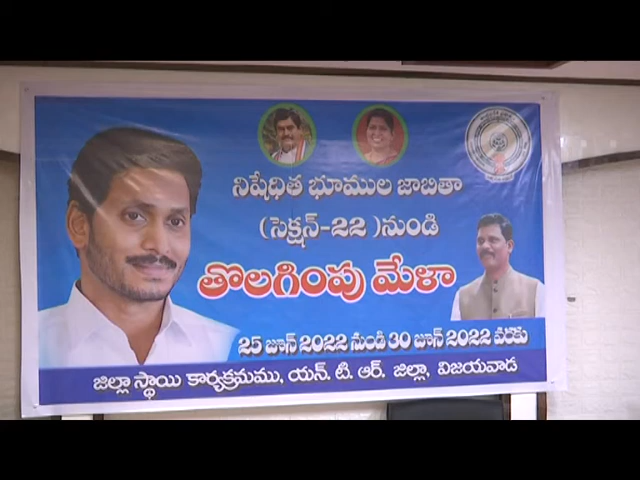 నిషేధిత భూముల జాబితా
(సెక్షన్-22 )నుండి
తొలగింపు మేళా
25 జూన్ 2022 నుండి 30 జూన్ 2022 వరకు
జిల్లా స్థాయి కార్యక్రమము, యన్. టి. ఆర్. జిల్లా, విజయవాడ